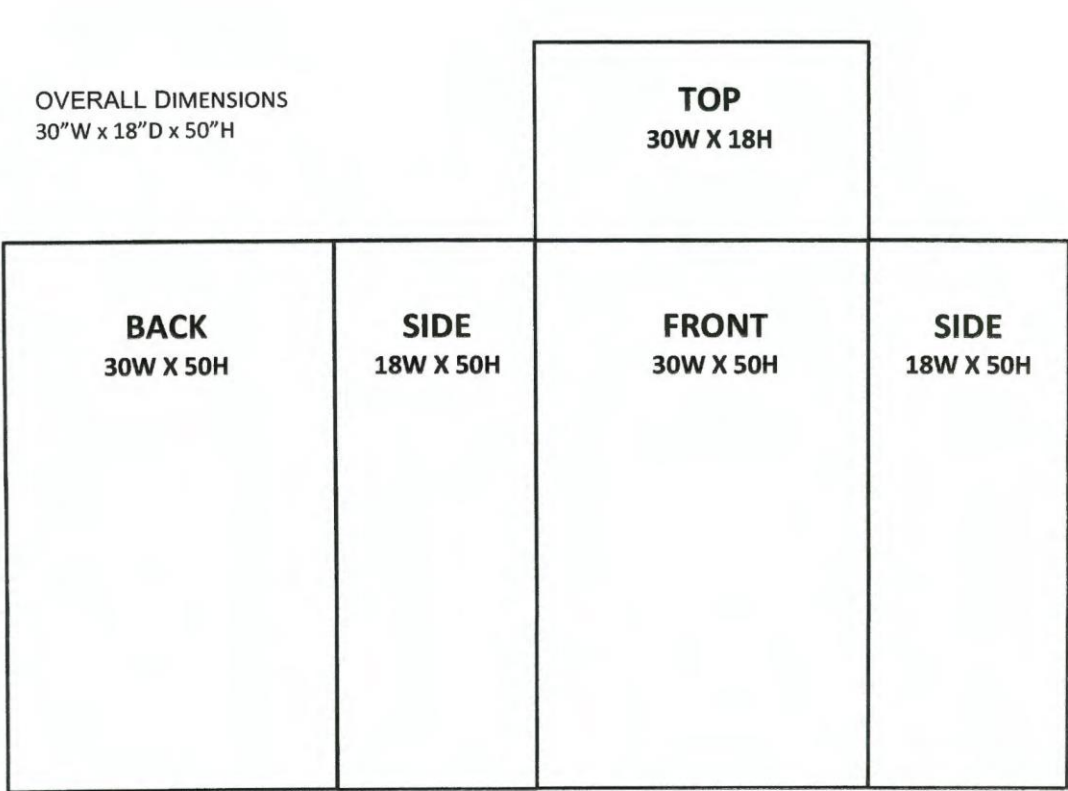 OVERALL DIMENSIONS
30"W x 18"D x 50"H
TOP
30W X 18H
BACK
30W X 50H
SIDE
18W X 50H
FRONT
30W X 50H
SIDE
18W X 50H